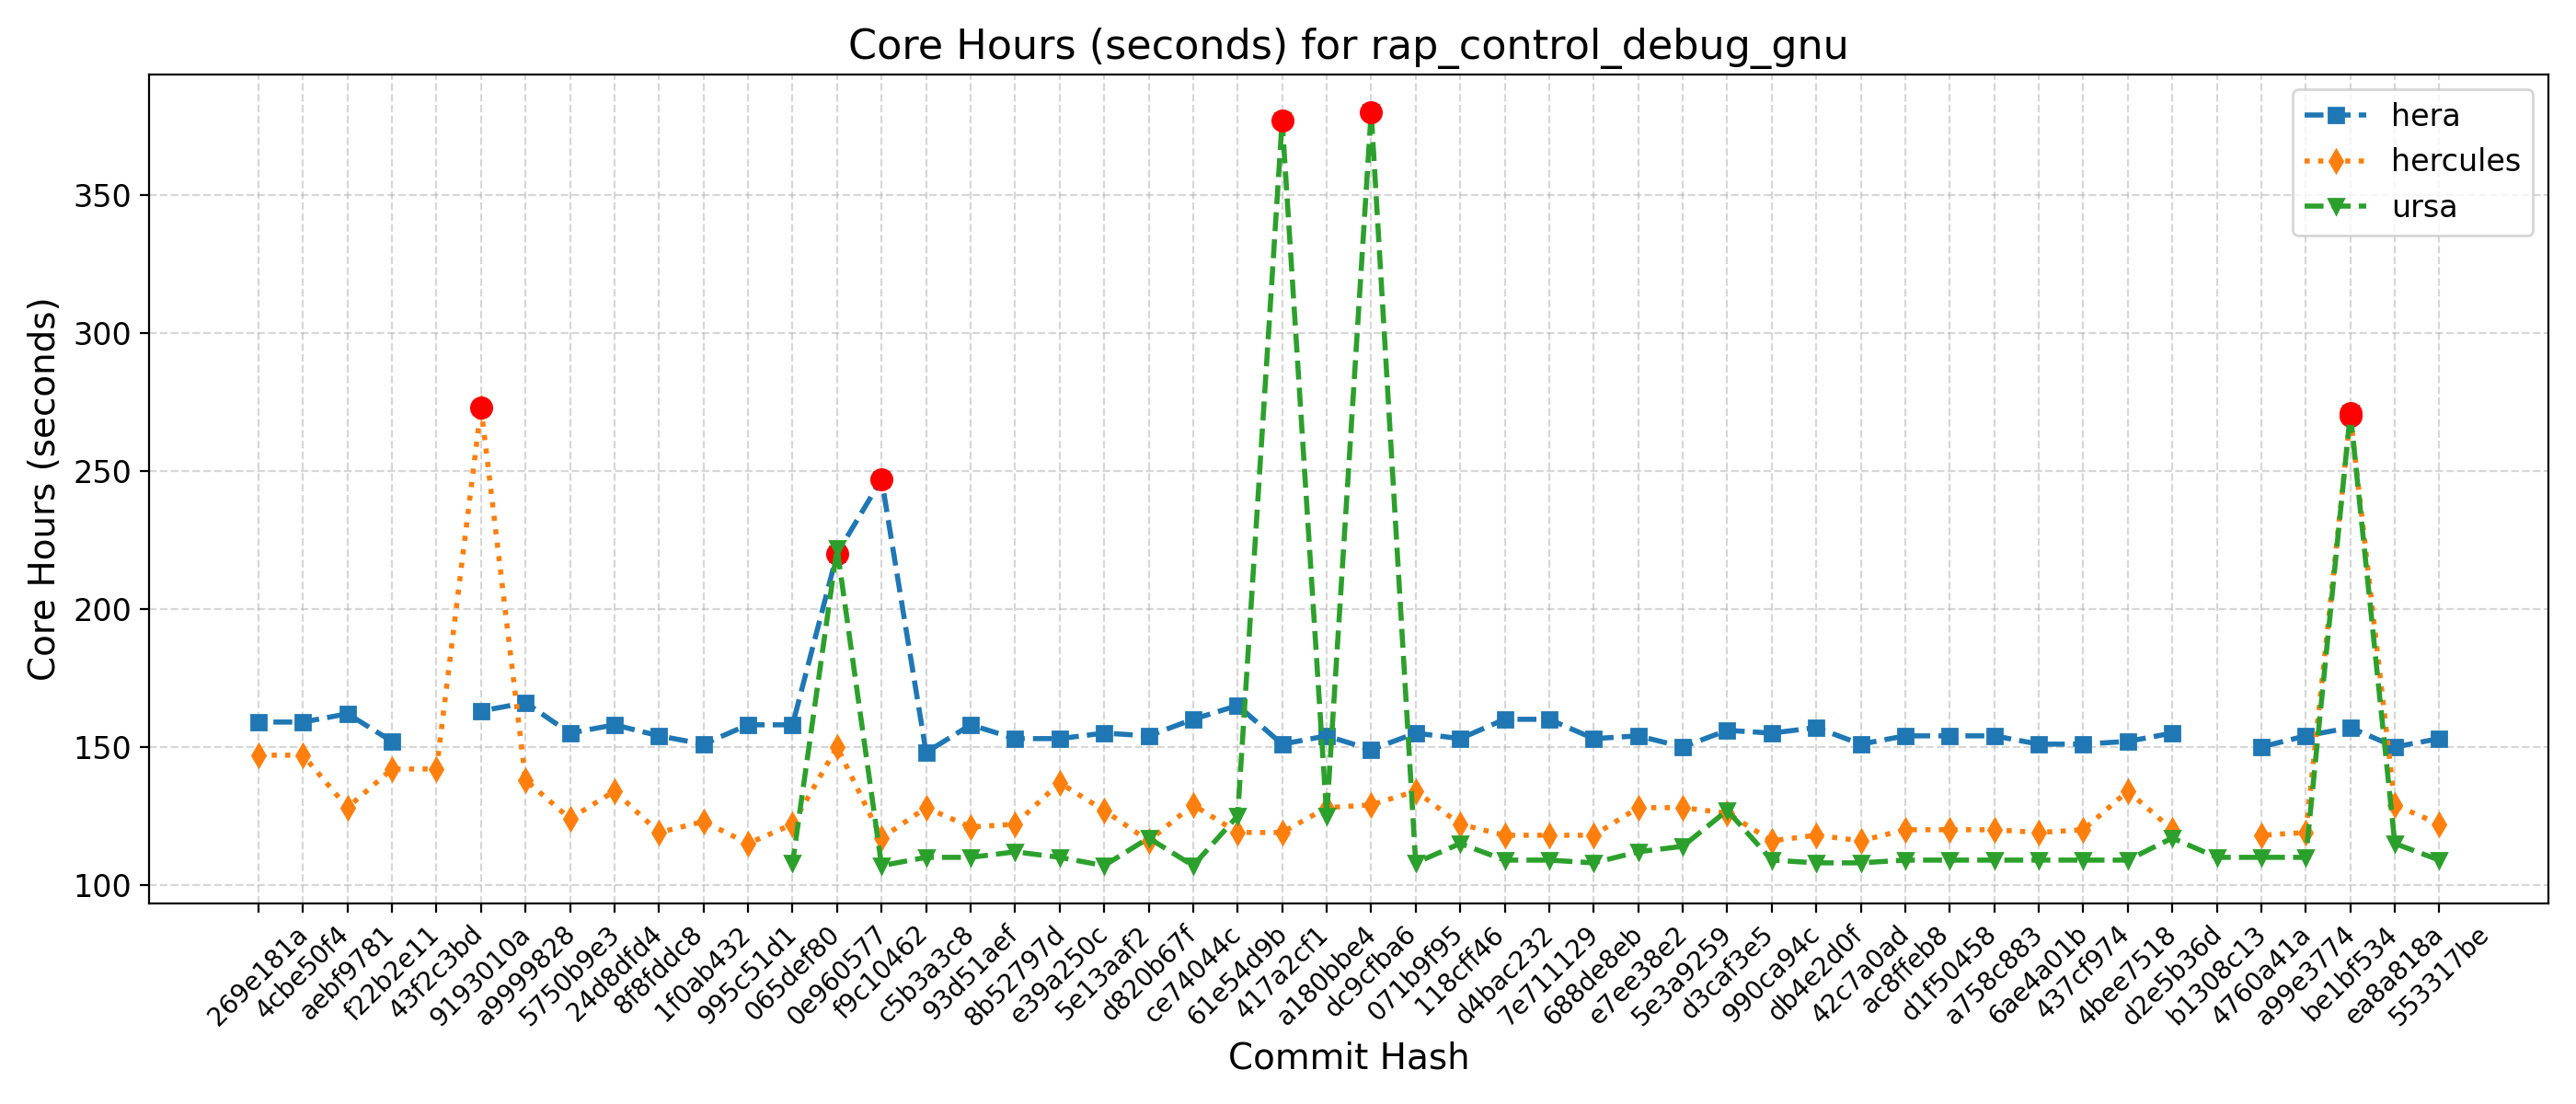 Core Hours (seconds) for rap_control_debug_gnu
hera
hercules
ursa
Core Hours (seconds)
350
300
250
200
150
100
269e181a
4cbe50f4
aebf9781
f22b2e11
43f2c3bd
9193010a
a9999828
5750b9e3
24d8dfd4
8f8fddc8
1f0ab432
995c51d1
065def80
0e960577
f9c10462
c5b3a3c8
93d51aef
8b52797d
e39a250c
5e13aaf2
d820b67f
ce74044c
61e54d9b
417a2cf1
a180bbe4
dc9cfba6
071b9f95
118cff46
d4bac232
7e711129
688de8eb
e7ee38e2
5e3a9259
d3caf3e5
990ca94c
db4e2d0f
42c7a0ad
ac8ffeb8
d1f50458
a758c883
6ae4a01b
437cf974
4bee7518
d2e5b36d
b1308c13
4760a41a
a99e3774
be1bf534
ea8a818a
553317be
Commit Hash